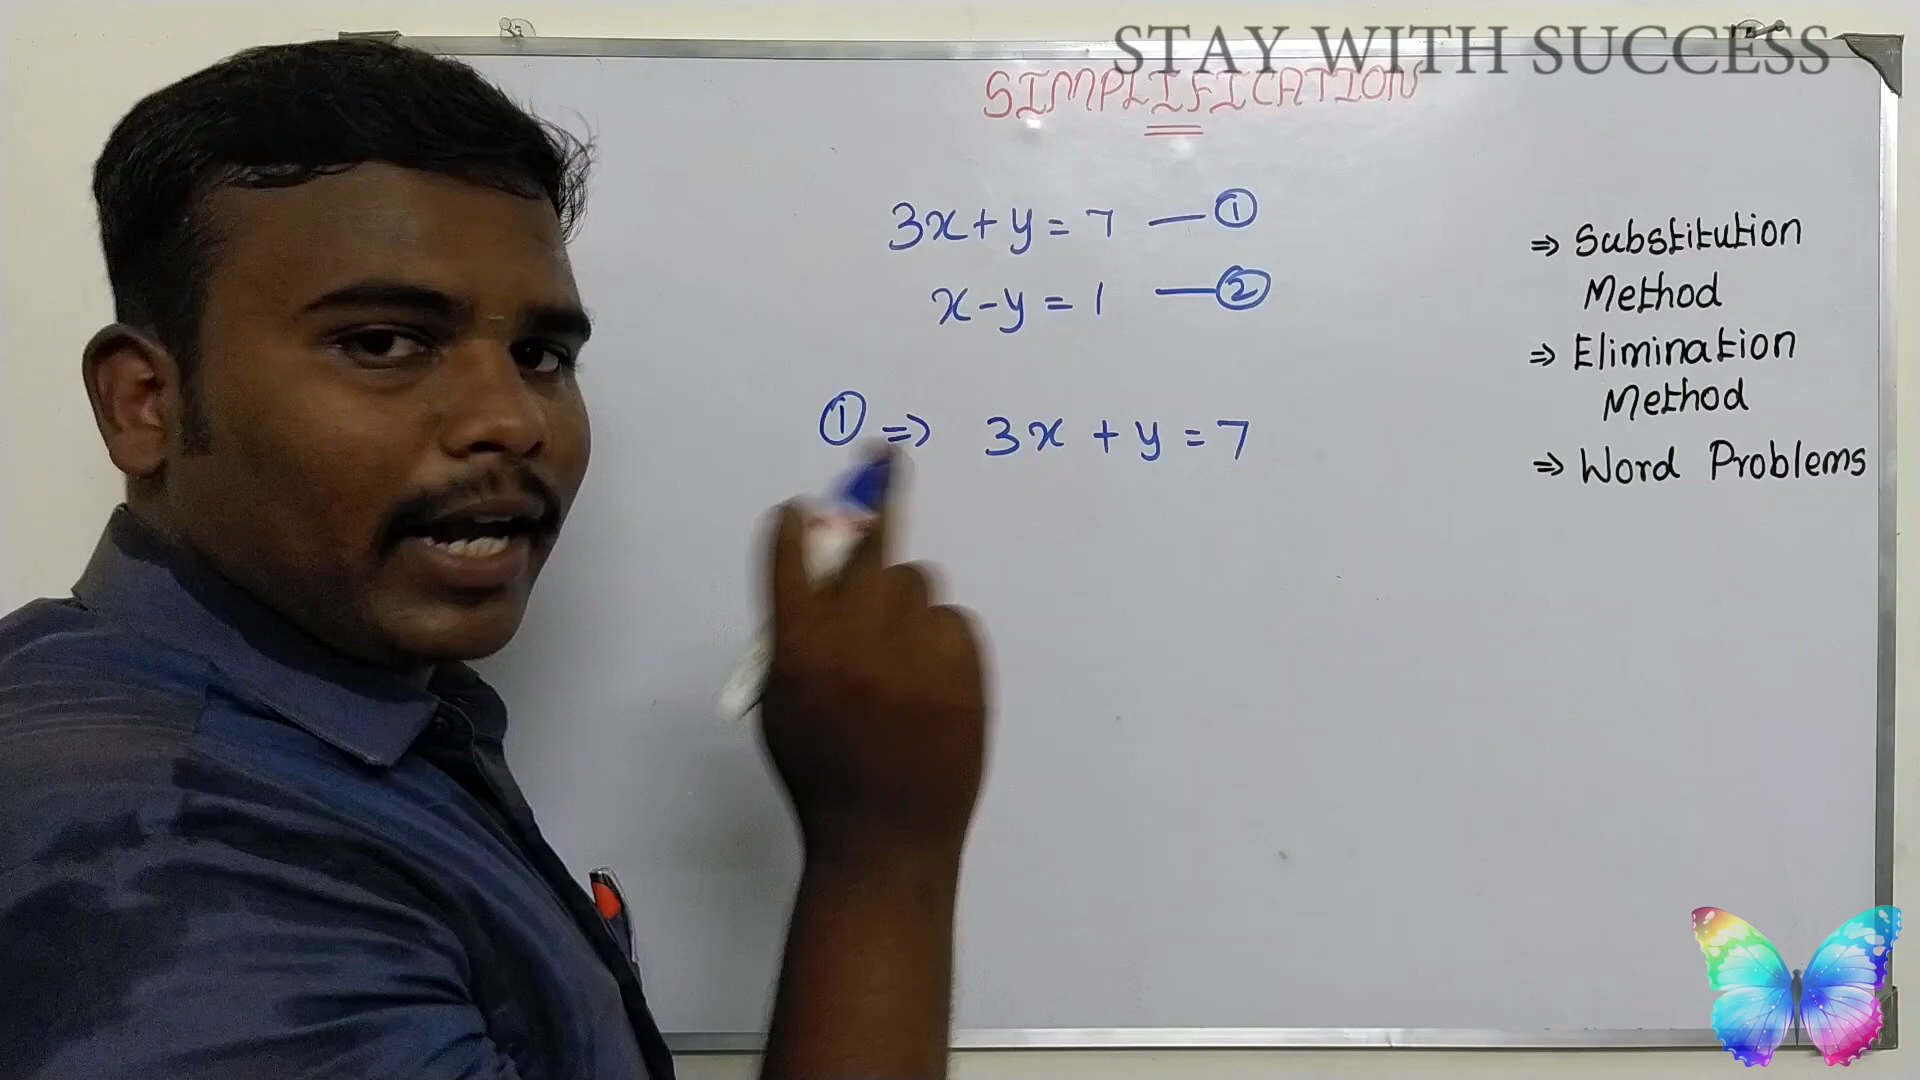 STAY WITH SUCCESS
SIMPLIFICATION
3x + y = 7 — ①
x - y = 1 — ②
① ⇒ 3x + y = 7
⇒ Substitution
Method
⇒ Elimination
Method
⇒ Word Problems